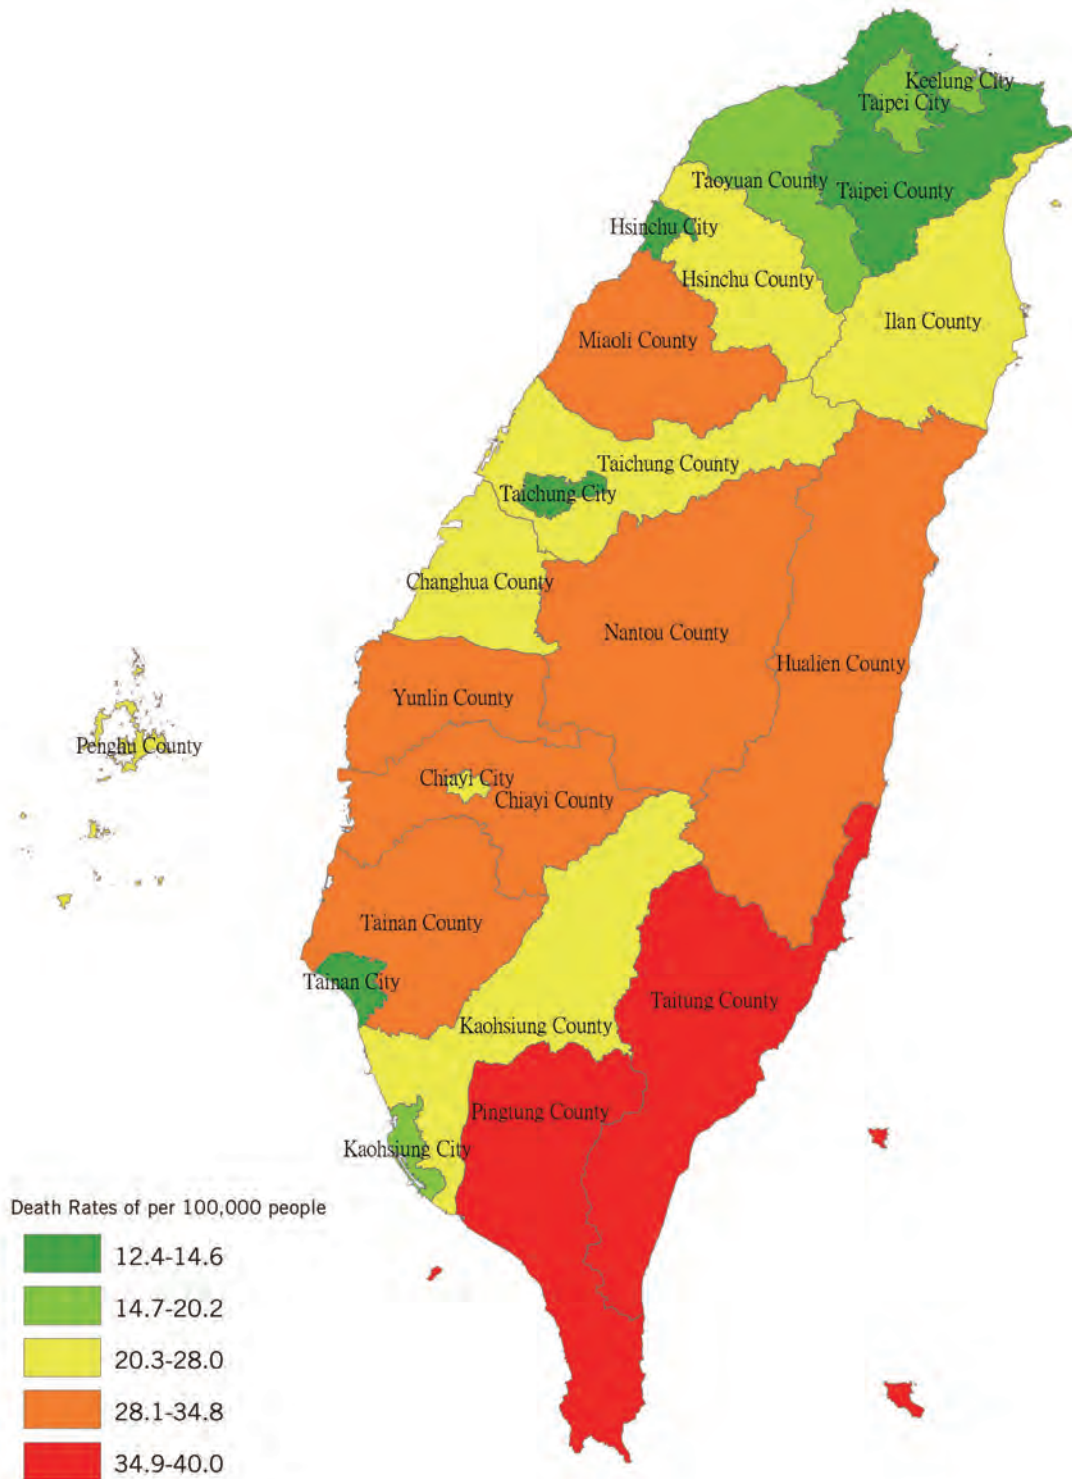 Keelung City
Taipei City
Taoyuan County
Taipei County
Hsinchu City
Hsinchu County
Ilan County
Miaoli County
Taichung County
Taichung City
Changhua County
Nantou County
Hualien County
Yunlin County
Penghu County
Chiayi City
Chiayi County
Tainan County
Tainan City
Taitung County
Kaohsiung County
Pingtung County
Kaohsiung City
Death Rates of per 100,000 people
12.4-14.6
14.7-20.2
20.3-28.0
28.1-34.8
34.9-40.0